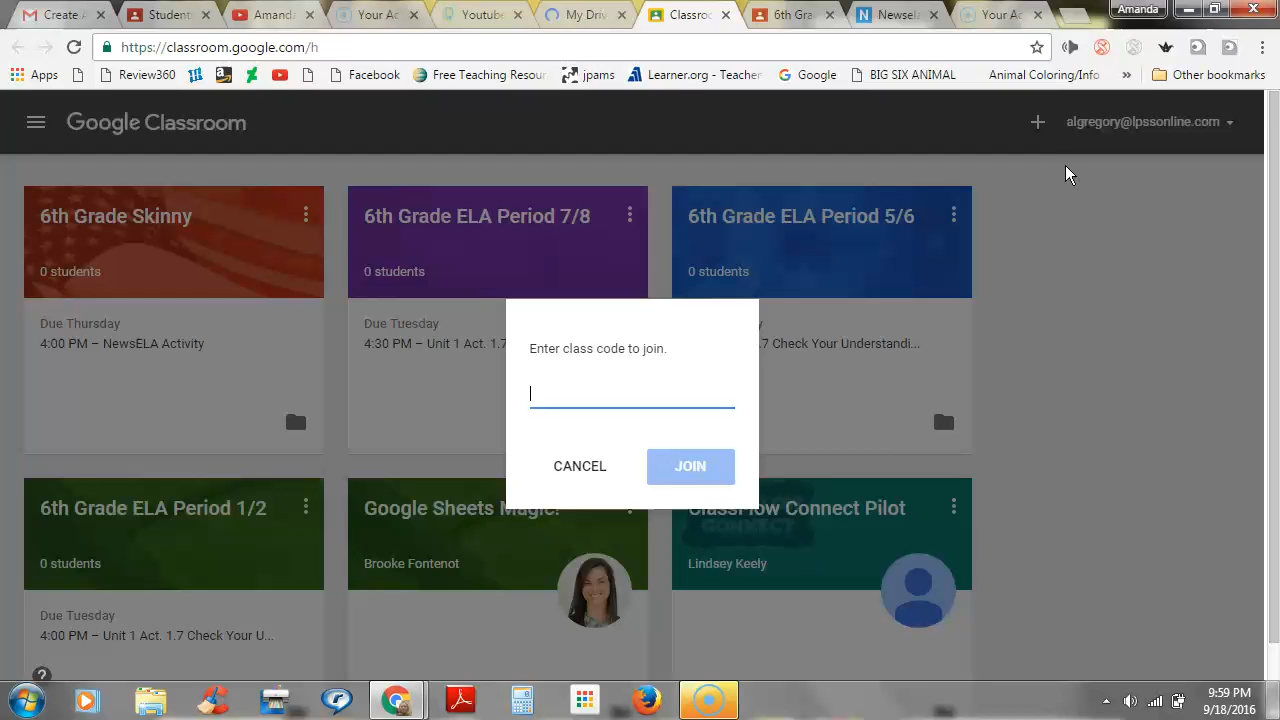 Create A
Student
Amanda
Your Ac
Youtube
My Driv
Classroo
6th Gra
Newsela
Your Ac
Amanda
https://classroom.google.com/h
Apps
Review360
Facebook
Free Teaching Resour
jpams
Learner.org - Teacher
Google
BIG SIX ANIMAL
Animal Coloring/Info
»
Other bookmarks
Google Classroom
algregory@lpssonline.com
6th Grade Skinny
0 students
Due Thursday
4:00 PM – NewsELA Activity
6th Grade ELA Period 7/8
0 students
Due Tuesday
4:30 PM – Unit 1 Act. 1.7
6th Grade ELA Period 5/6
0 students
y
.7 Check Your Understandi...
Enter class code to join.
CANCEL
JOIN
6th Grade ELA Period 1/2
0 students
Due Tuesday
4:00 PM – Unit 1 Act. 1.7 Check Your U...
Google Sheets Magic!
Brooke Fontenot
ClassFlow Connect Pilot
CONNECT
Lindsey Keely
?
9:59 PM
9/18/2016